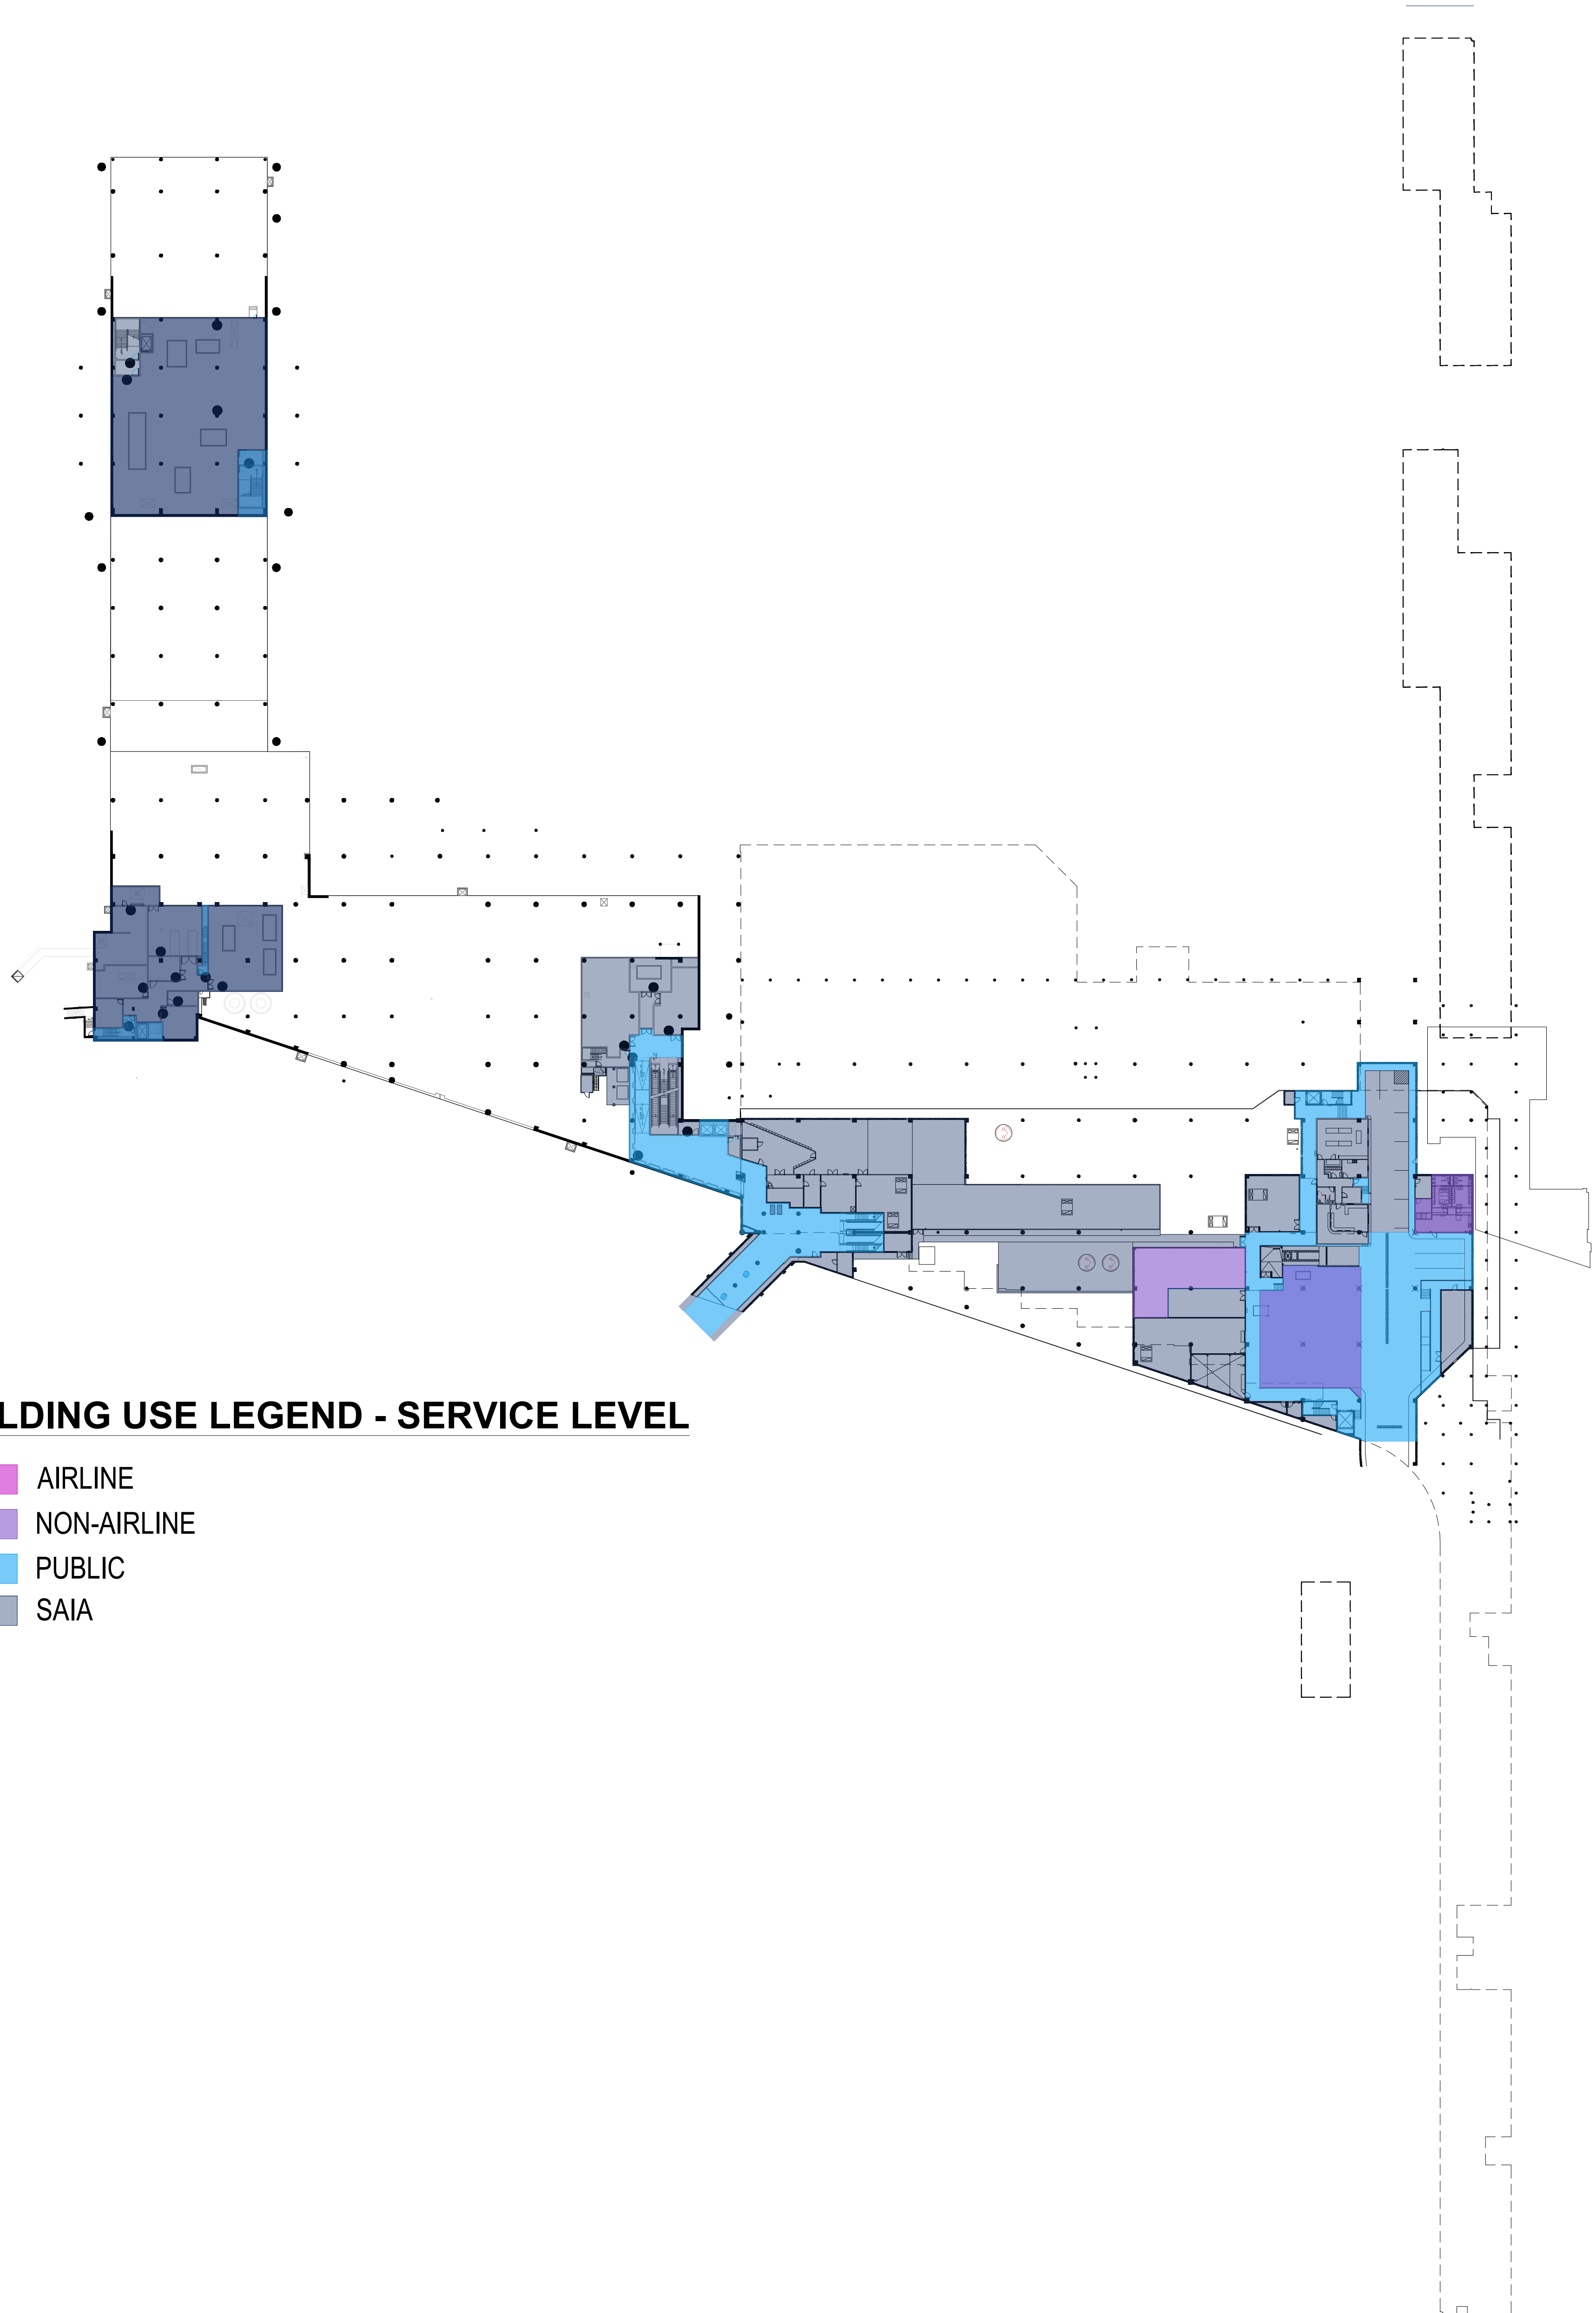 LDING USE LEGEND - SERVICE LEVEL
AIRLINE
NON-AIRLINE
PUBLIC
SAIA